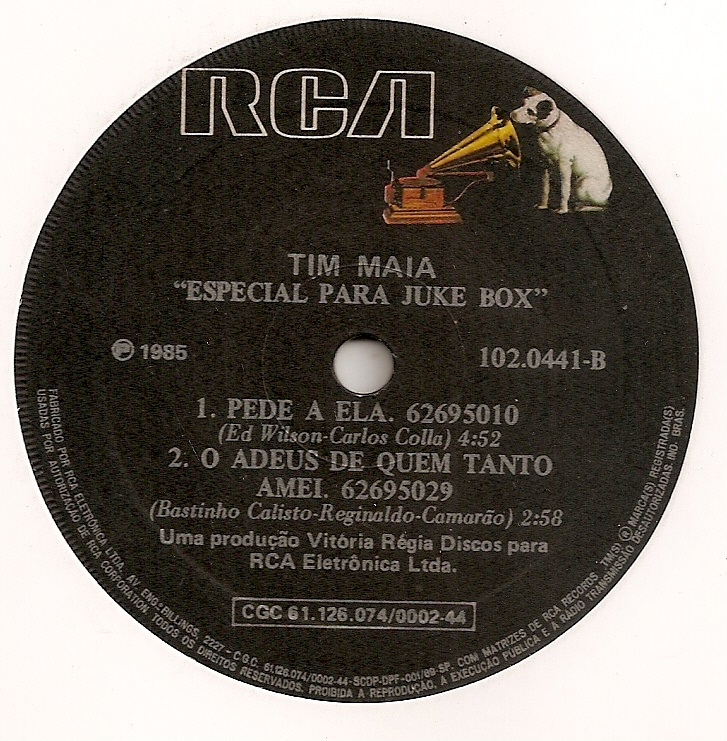 RCA
TIM MAIA
"ESPECIAL PARA JUKE BOX"
℗ 1985
102.0441-B
1. PEDE A ELA. 62695010
(Ed Wilson-Carlos Colla) 4:52
2. O ADEUS DE QUEM TANTO
AMEI. 62695029
(Bastinho Calisto-Reginaldo-Camarão) 2:58
Uma produção Vitória Régia Discos para
RCA Eletrônica Ltda.
CGC 61.126.074/0002-44
FABRICADO POR RCA ELETRÔNICA LTDA. AV. ENGº BILLINGS, 2227 - C.G.C. 61.126.074/0002-44-SCDP-DPF-001/69-SP. COM MATRIZES DE RCA RECORDS TM(S) ® MARCA(S) REGISTRADA(S)
USADAS POR AUTORIZAÇÃO DE RCA CORPORATION. TODOS OS DIREITOS RESERVADOS. PROIBIDA A REPRODUÇÃO, A EXECUÇÃO PÚBLICA E A RÁDIO TRANSMISSÃO DESAUTORIZADAS. IND. BRAS.